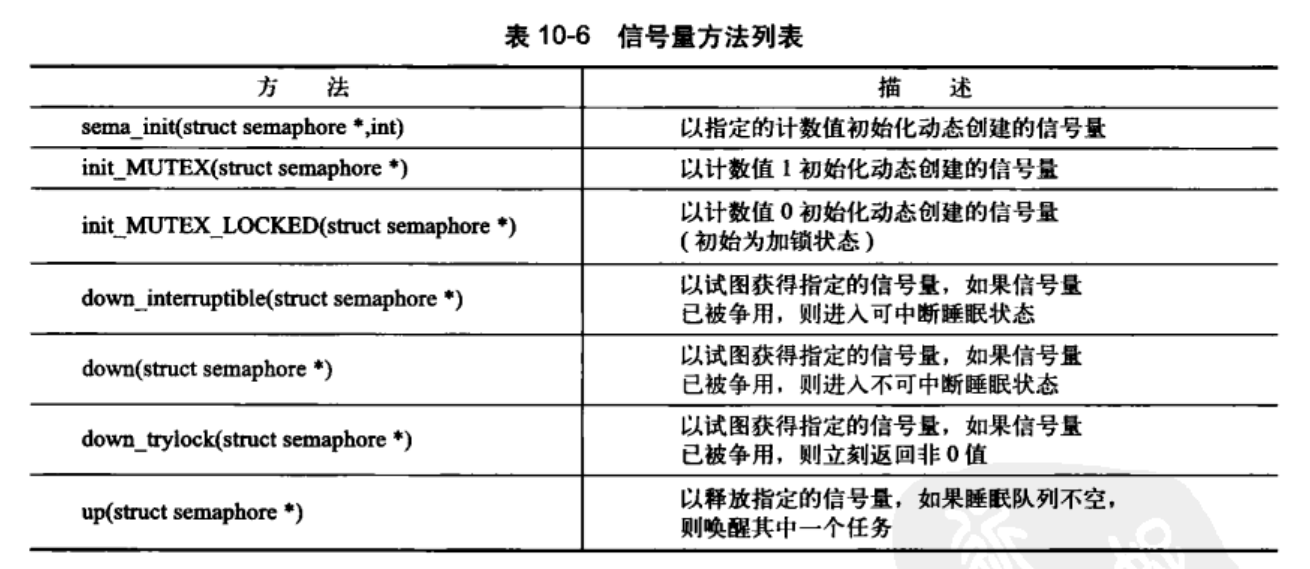 表 10-6 信号量方法列表
方 法 描 述
sema_init(struct semaphore *,int) 以指定的计数值初始化动态创建的信号量
init_MUTEX(struct semaphore *) 以计数值 1 初始化动态创建的信号量
init_MUTEX_LOCKED(struct semaphore *) 以计数值 0 初始化动态创建的信号量
（初始为加锁状态）
down_interruptible(struct semaphore *) 以试图获得指定的信号量，如果信号量
已被争用，则进入可中断睡眠状态
down(struct semaphore *) 以试图获得指定的信号量，如果信号量
已被争用，则进入不可中断睡眠状态
down_trylock(struct semaphore *) 以试图获得指定的信号量，如果信号量
已被争用，则立刻返回非 0 值
up(struct semaphore *) 以释放指定的信号量，如果睡眠队列不空，
则唤醒其中一个任务